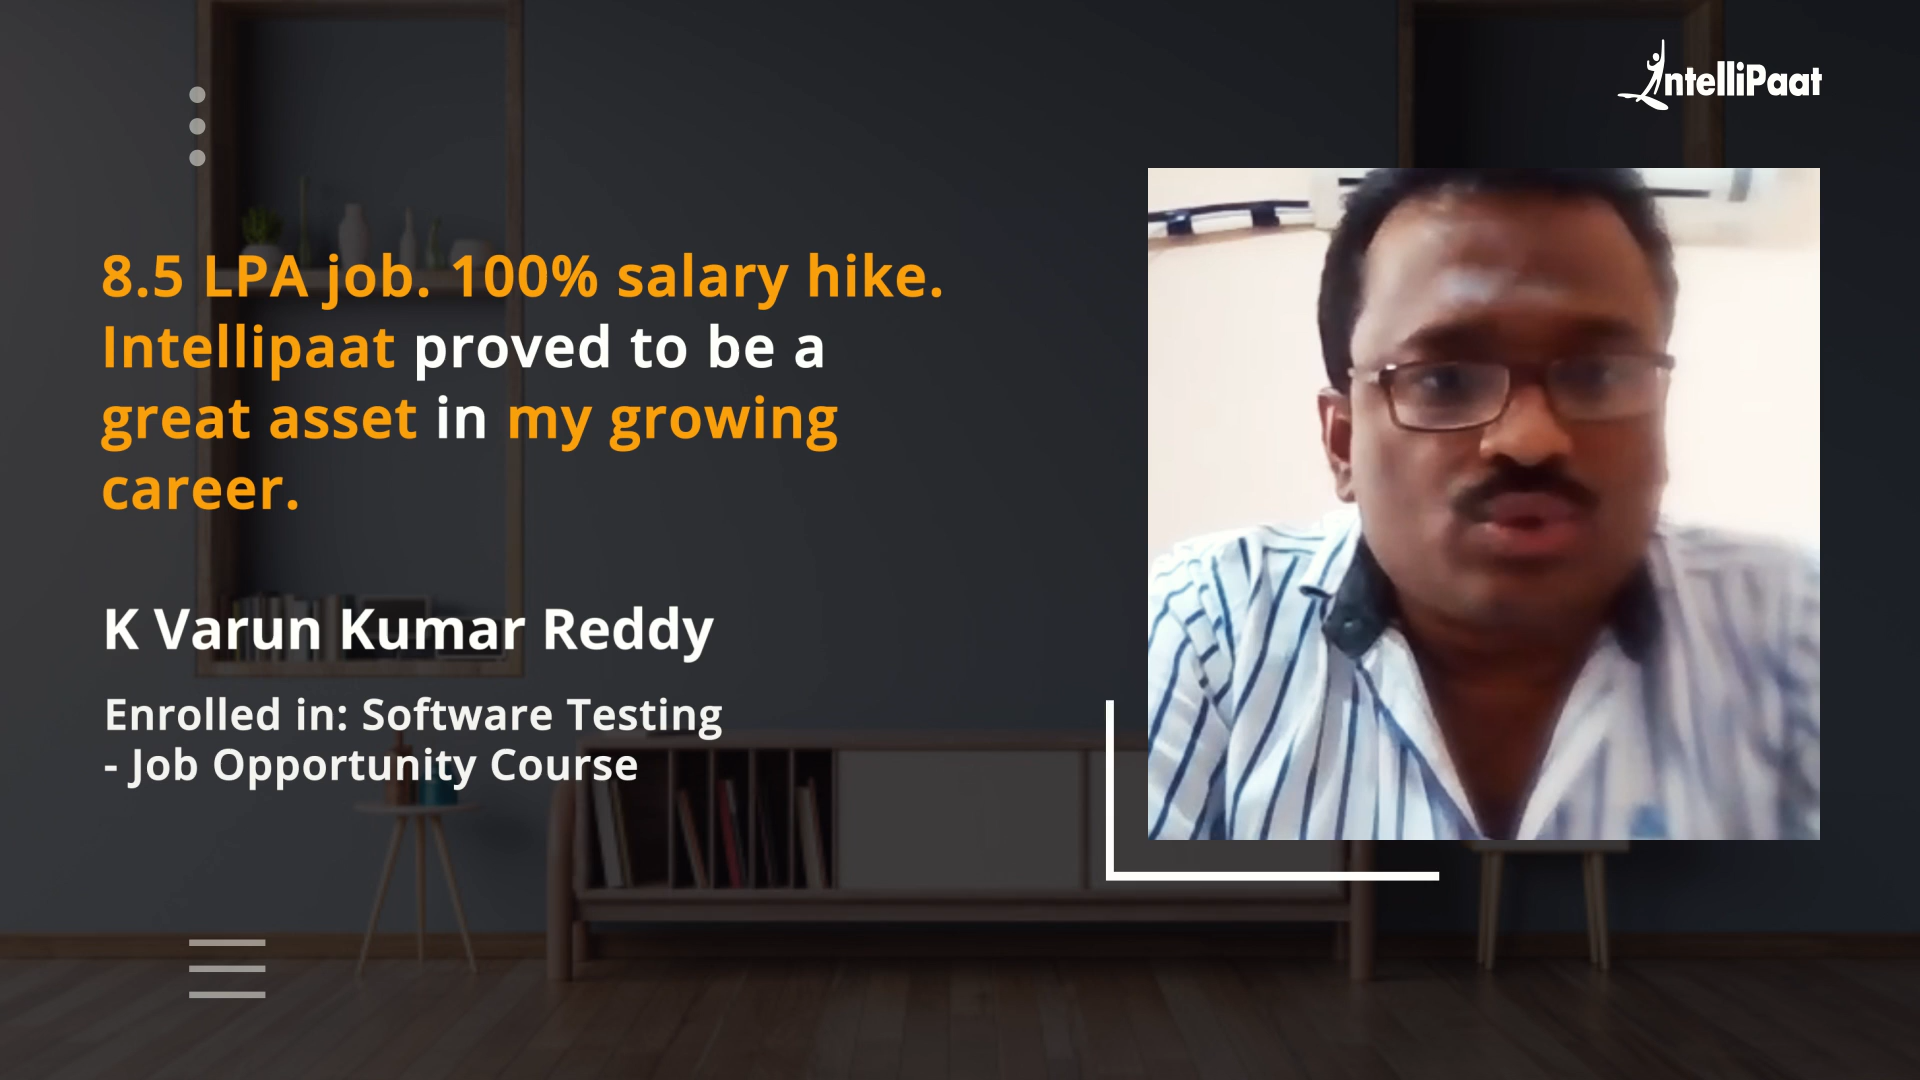 IntelliPaat
8.5 LPA job. 100% salary hike.
Intellipaat proved to be a
great asset in my growing
career.
K Varun Kumar Reddy
Enrolled in: Software Testing
- Job Opportunity Course